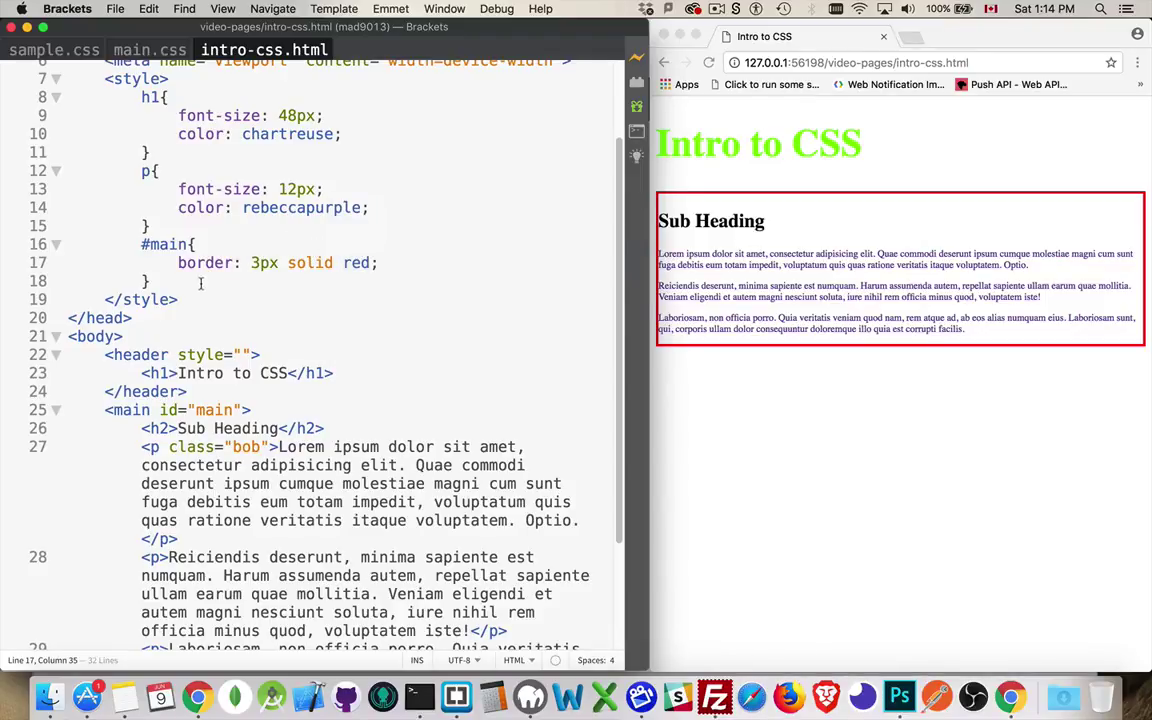 Brackets File Edit Find View Navigate Template Emmet Window Debug Help 100% Sat 1:14 PM
video-pages/intro-css.html (mad9013) — Brackets
sample.css main.css intro-css.html
6 <meta name="viewport" content="width=device-width">
7 <style>
8 h1{
9 font-size: 48px;
10 color: chartreuse;
11 }
12 p{
13 font-size: 12px;
14 color: rebeccapurple;
15 }
16 #main{
17 border: 3px solid red;
18 }
19 </style>
20 </head>
21 <body>
22 <header style="">
23 <h1>Intro to CSS</h1>
24 </header>
25 <main id="main">
26 <h2>Sub Heading</h2>
27 <p class="bob">Lorem ipsum dolor sit amet,
consectetur adipisicing elit. Quae commodi
deserunt ipsum cumque molestiae magni cum sunt
fuga debitis eum totam impedit, voluptatum quis
quas ratione veritatis itaque voluptatem. Optio.
</p>
28 <p>Reiciendis deserunt, minima sapiente est
numquam. Harum assumenda autem, repellat sapiente
ullam earum quae mollitia. Veniam eligendi et
autem magni nesciunt soluta, iure nihil rem
officia minus quod, voluptatem iste!</p>
29 <p>Laboriosam, non officia porro. Quia veritatis
Line 17, Column 35 — 32 Lines INS UTF-8 HTML Spaces: 4
Intro to CSS
127.0.0.1:56198/video-pages/intro-css.html
Apps Click to run some s... Web Notification Im... Push API - Web API... »
Intro to CSS
Sub Heading
Lorem ipsum dolor sit amet, consectetur adipisicing elit. Quae commodi deserunt ipsum cumque molestiae magni cum sunt
fuga debitis eum totam impedit, voluptatum quis quas ratione veritatis itaque voluptatem. Optio.
Reiciendis deserunt, minima sapiente est numquam. Harum assumenda autem, repellat sapiente ullam earum quae mollitia.
Veniam eligendi et autem magni nesciunt soluta, iure nihil rem officia minus quod, voluptatem iste!
Laboriosam, non officia porro. Quia veritatis veniam quod nam, rem atque ad, ab eos alias numquam eius. Laboriosam sunt,
qui, corporis ullam dolor consequuntur doloremque illo quia est corrupti facilis.